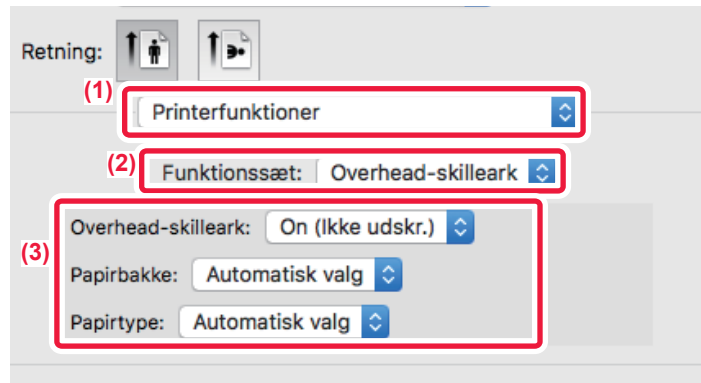 Retning:
(1)
Printerfunktioner
(2)
Funktionssæt: Overhead-skilleark
(3)
Overhead-skilleark: On (Ikke udskr.)
Papirbakke: Automatisk valg
Papirtype: Automatisk valg